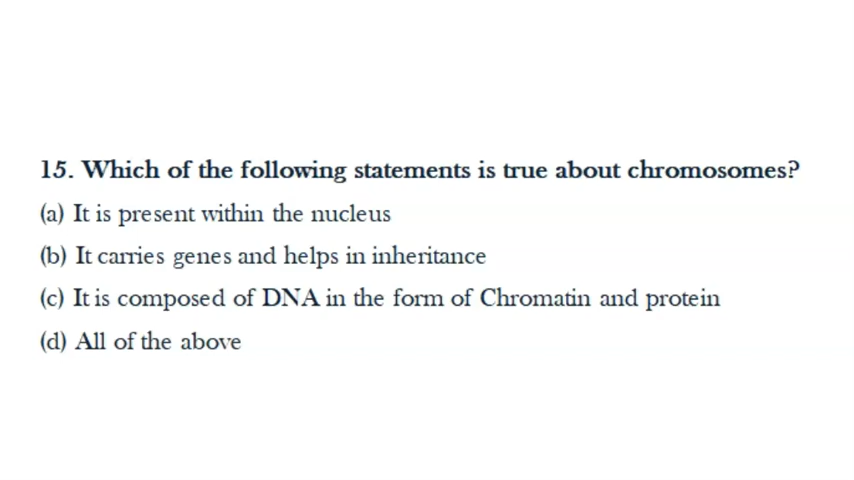 15. Which of the following statements is true about chromosomes?
(a) It is present within the nucleus
(b) It carries genes and helps in inheritance
(c) It is composed of DNA in the form of Chromatin and protein
(d) All of the above